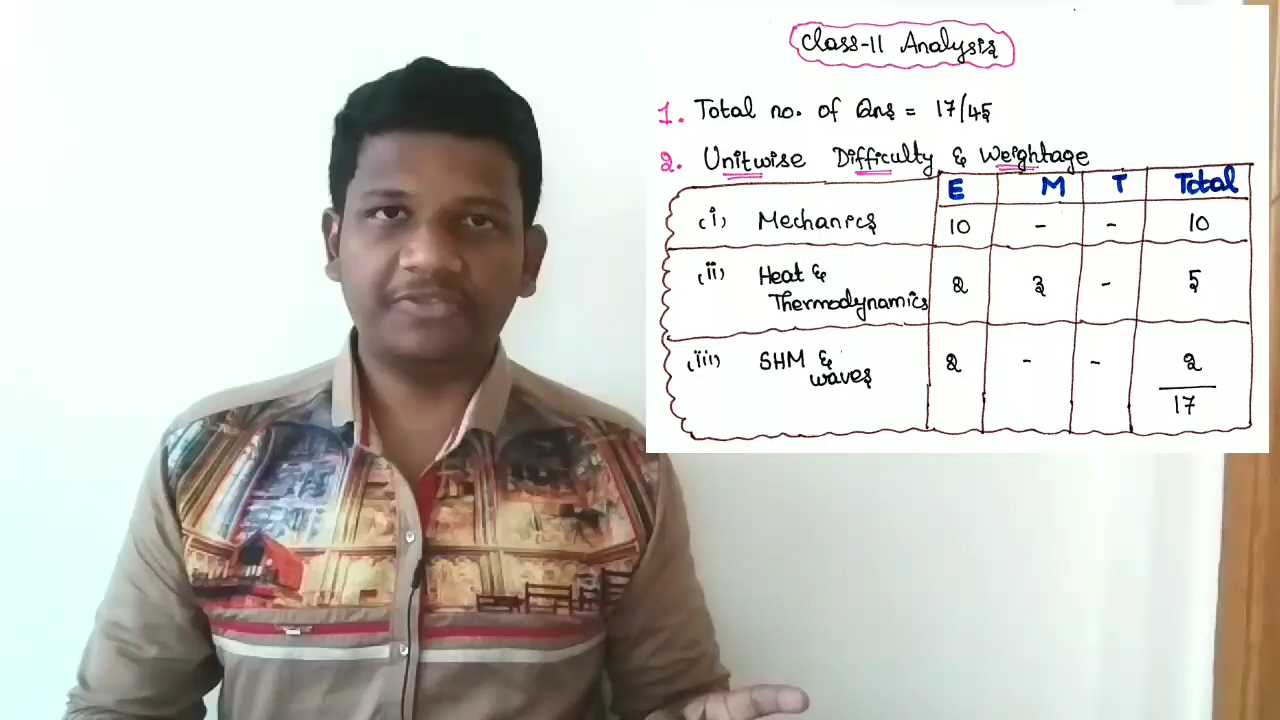 Class-11 Analysis
1. Total no. of Qns = 17/45
2. Unitwise Difficulty & Weightage
E M T Total
(i) Mechanics 10 - - 10
(ii) Heat & Thermodynamics 2 3 - 5
(iii) SHM & waves 2 - - 2
17